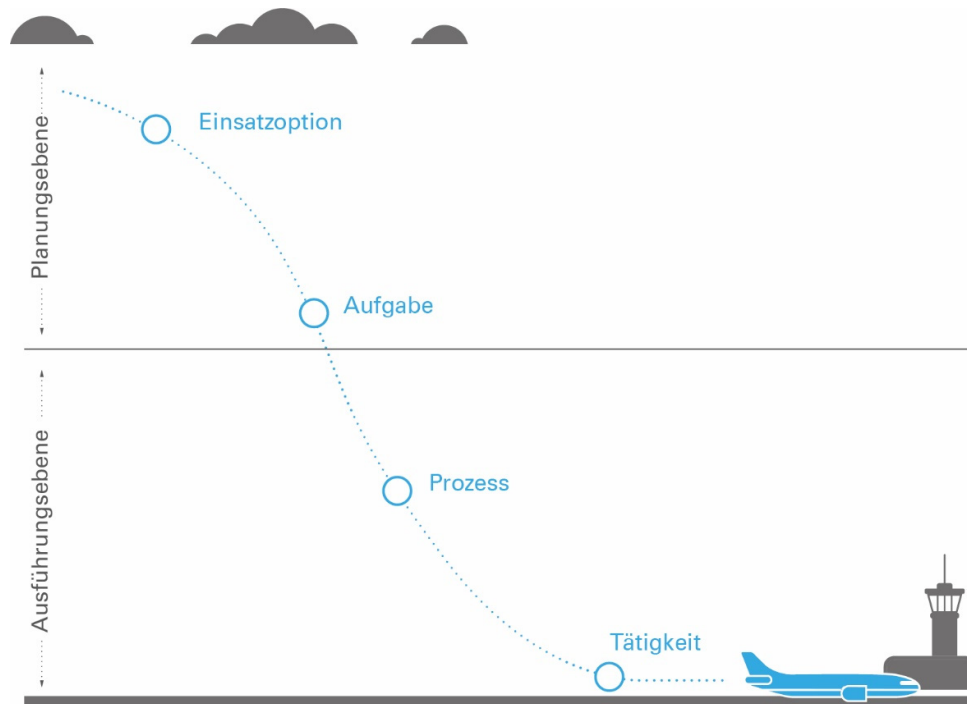 Planungsebene
Einsatzoption
Aufgabe
Ausführungsebene
Prozess
Tätigkeit